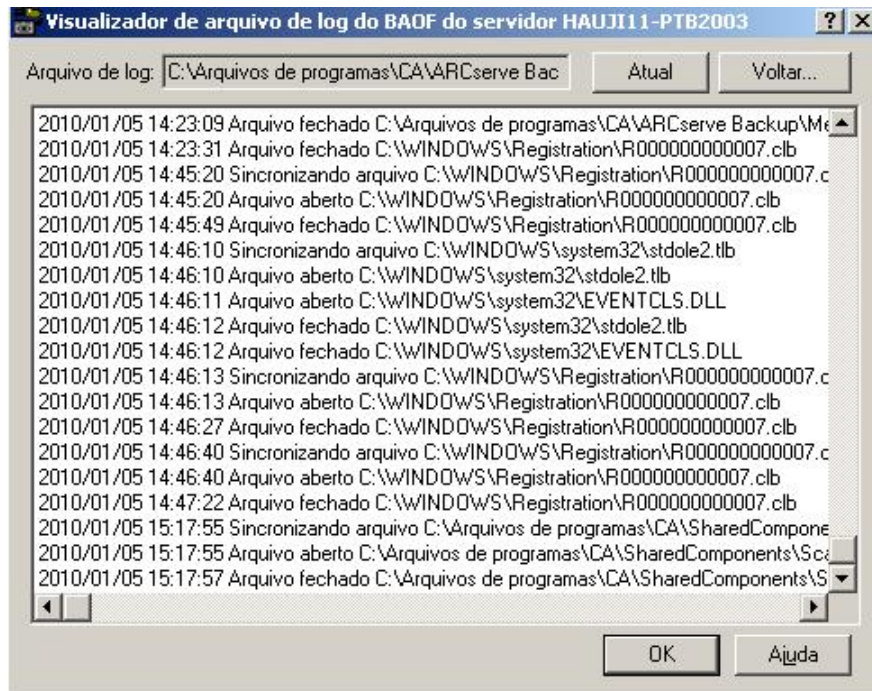 Visualizador de arquivo de log do BAOF do servidor HAUJI11-PTB2003
Arquivo de log: C:\Arquivos de programas\CA\ARCserve Bac Atual Voltar...
2010/01/05 14:23:09 Arquivo fechado C:\Arquivos de programas\CA\ARCserve Backup\Me
2010/01/05 14:23:31 Arquivo fechado C:\WINDOWS\Registration\R000000000007.clb
2010/01/05 14:45:20 Sincronizando arquivo C:\WINDOWS\Registration\R000000000007.c
2010/01/05 14:45:20 Arquivo aberto C:\WINDOWS\Registration\R000000000007.clb
2010/01/05 14:45:49 Arquivo fechado C:\WINDOWS\Registration\R000000000007.clb
2010/01/05 14:46:10 Sincronizando arquivo C:\WINDOWS\system32\stdole2.tlb
2010/01/05 14:46:10 Arquivo aberto C:\WINDOWS\system32\stdole2.tlb
2010/01/05 14:46:11 Arquivo aberto C:\WINDOWS\system32\EVENTCLS.DLL
2010/01/05 14:46:12 Arquivo fechado C:\WINDOWS\system32\stdole2.tlb
2010/01/05 14:46:12 Arquivo fechado C:\WINDOWS\system32\EVENTCLS.DLL
2010/01/05 14:46:13 Sincronizando arquivo C:\WINDOWS\Registration\R000000000007.c
2010/01/05 14:46:13 Arquivo aberto C:\WINDOWS\Registration\R000000000007.clb
2010/01/05 14:46:27 Arquivo fechado C:\WINDOWS\Registration\R000000000007.clb
2010/01/05 14:46:40 Sincronizando arquivo C:\WINDOWS\Registration\R000000000007.c
2010/01/05 14:46:40 Arquivo aberto C:\WINDOWS\Registration\R000000000007.clb
2010/01/05 14:47:22 Arquivo fechado C:\WINDOWS\Registration\R000000000007.clb
2010/01/05 15:17:55 Sincronizando arquivo C:\Arquivos de programas\CA\SharedCompone
2010/01/05 15:17:55 Arquivo aberto C:\Arquivos de programas\CA\SharedComponents\Sca
2010/01/05 15:17:57 Arquivo fechado C:\Arquivos de programas\CA\SharedComponents\S
OK Ajuda